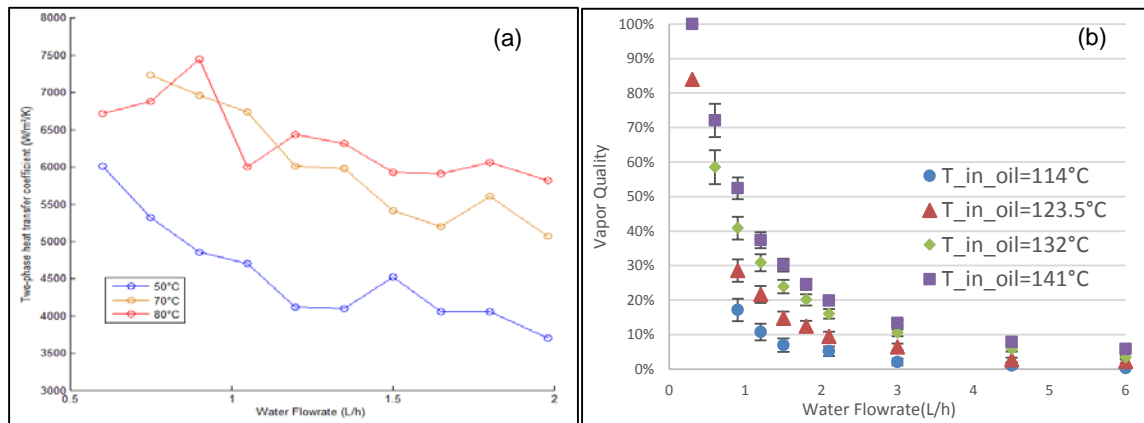 (a)
8000
7500
7000
6500
6000
5500
5000
4500
4000
3500
3000
Two-phase heat transfer coefficient (W/m²/K)
50°C
70°C
80°C
0.5
1
1.5
2
Water Flowrate (L/h)
(b)
100%
90%
80%
70%
60%
50%
40%
30%
20%
10%
0%
Vapor Quality
T_in_oil=114°C
T_in_oil=123.5°C
T_in_oil=132°C
T_in_oil=141°C
0
1
2
3
4
5
6
Water Flowrate(L/h)